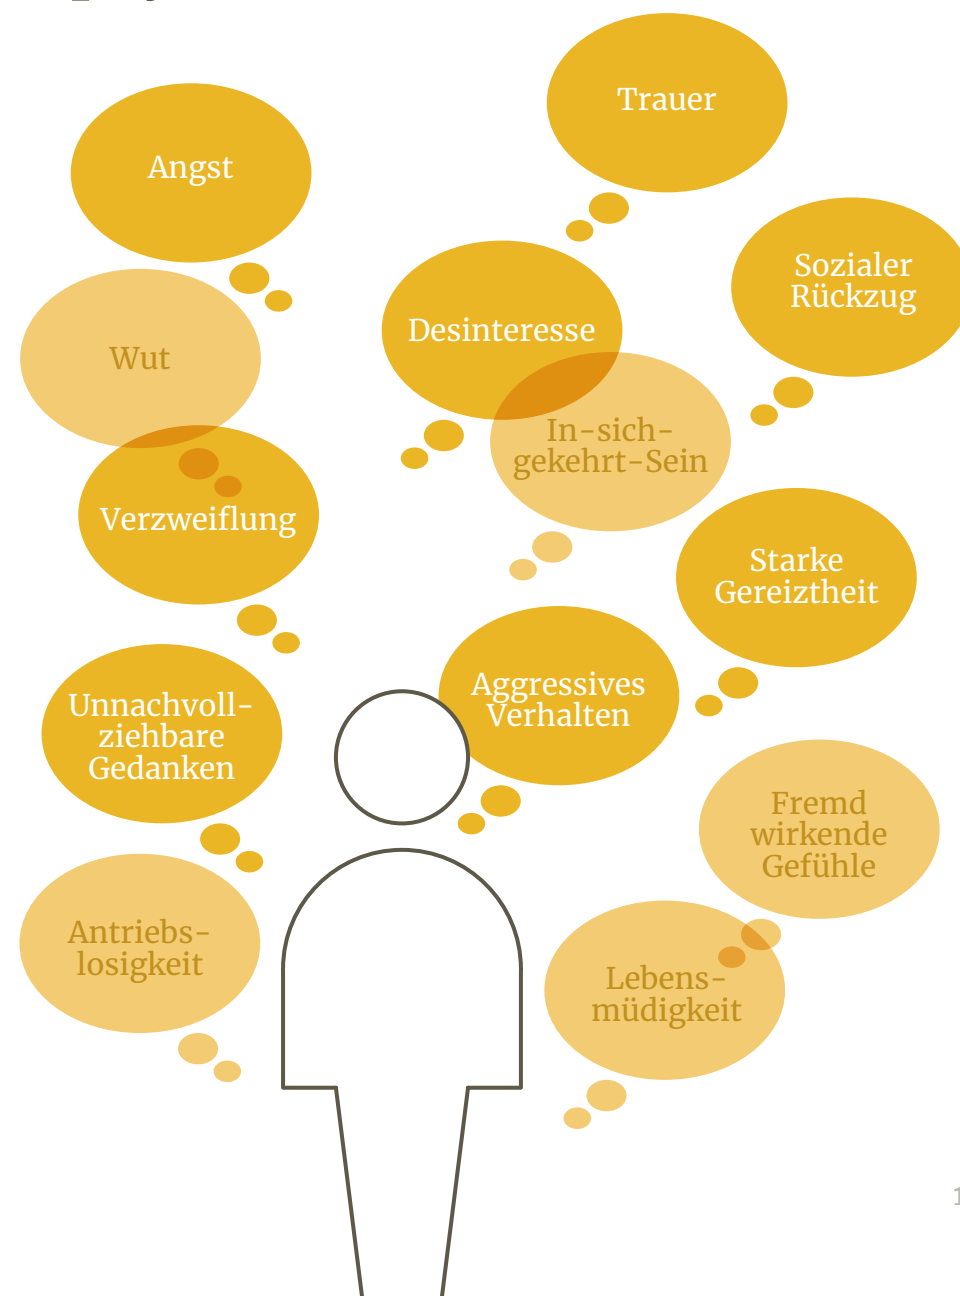 Trauer
Angst
Sozialer
Rückzug
Desinteresse
Wut
In-sich-
gekehrt-Sein
Verzweiflung
Starke
Gereiztheit
Aggressives
Verhalten
Unnachvoll-
ziehbare
Gedanken
Fremd
wirkende
Gefühle
Antriebs-
losigkeit
Lebens-
müdigkeit